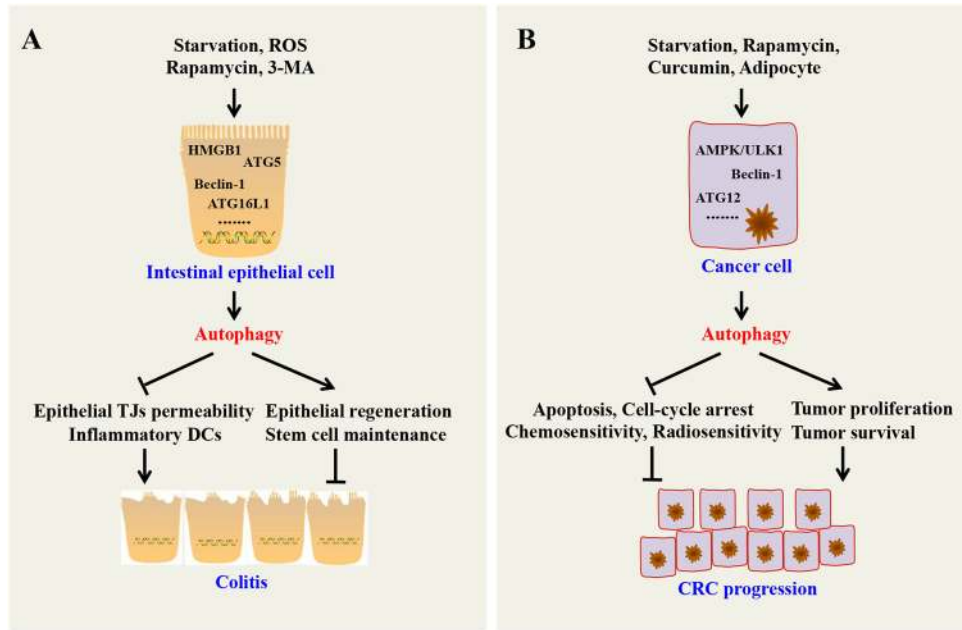 A
Starvation, ROS
Rapamycin, 3-MA
HMGB1
ATG5
Beclin-1
ATG16L1
.......
Intestinal epithelial cell
Autophagy
Epithelial TJs permeability
Inflammatory DCs
Epithelial regeneration
Stem cell maintenance
Colitis
B
Starvation, Rapamycin,
Curcumin, Adipocyte
AMPK/ULK1
Beclin-1
ATG12
.......
Cancer cell
Autophagy
Apoptosis, Cell-cycle arrest
Chemosensitivity, Radiosensitivity
Tumor proliferation
Tumor survival
CRC progression